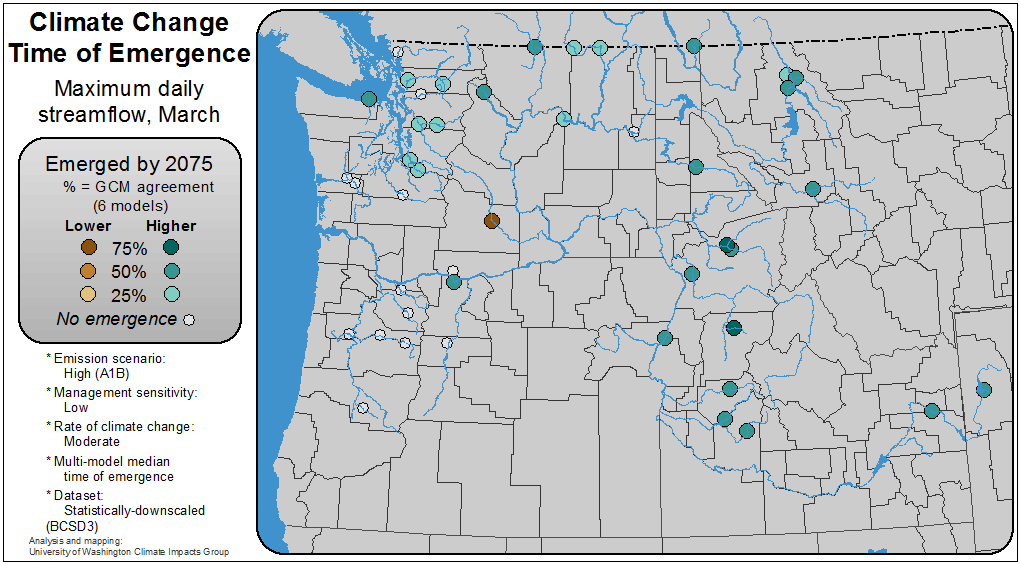 Climate Change
Time of Emergence
Maximum daily
streamflow, March
Emerged by 2075
% = GCM agreement
(6 models)
Lower Higher
75%
50%
25%
No emergence
* Emission scenario:
High (A1B)
* Management sensitivity:
Low
* Rate of climate change:
Moderate
* Multi-model median
time of emergence
* Dataset:
Statistically-downscaled
(BCSD3)
Analysis and mapping:
University of Washington Climate Impacts Group